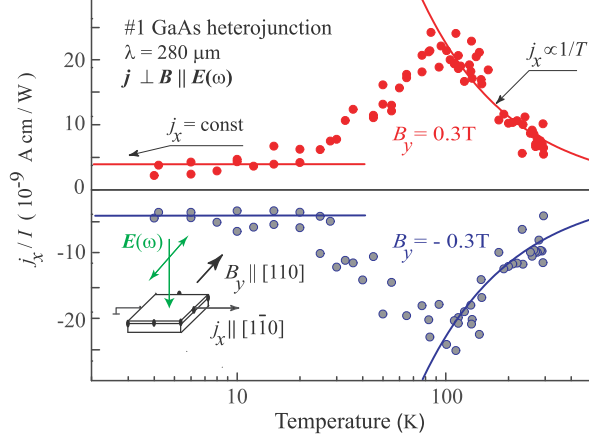 #1 GaAs heterojunction
λ = 280 μm
j ⊥ B ∥ E(ω)
j_x ∝ 1/T
j_x = const
B_y = 0.3T
B_y = - 0.3T
E(ω)
B_y ∥ [110]
j_x ∥ [11̄0]
j_x / I ( 10⁻⁹ A cm / W)
20
10
0
-10
-20
10
100
Temperature (K)